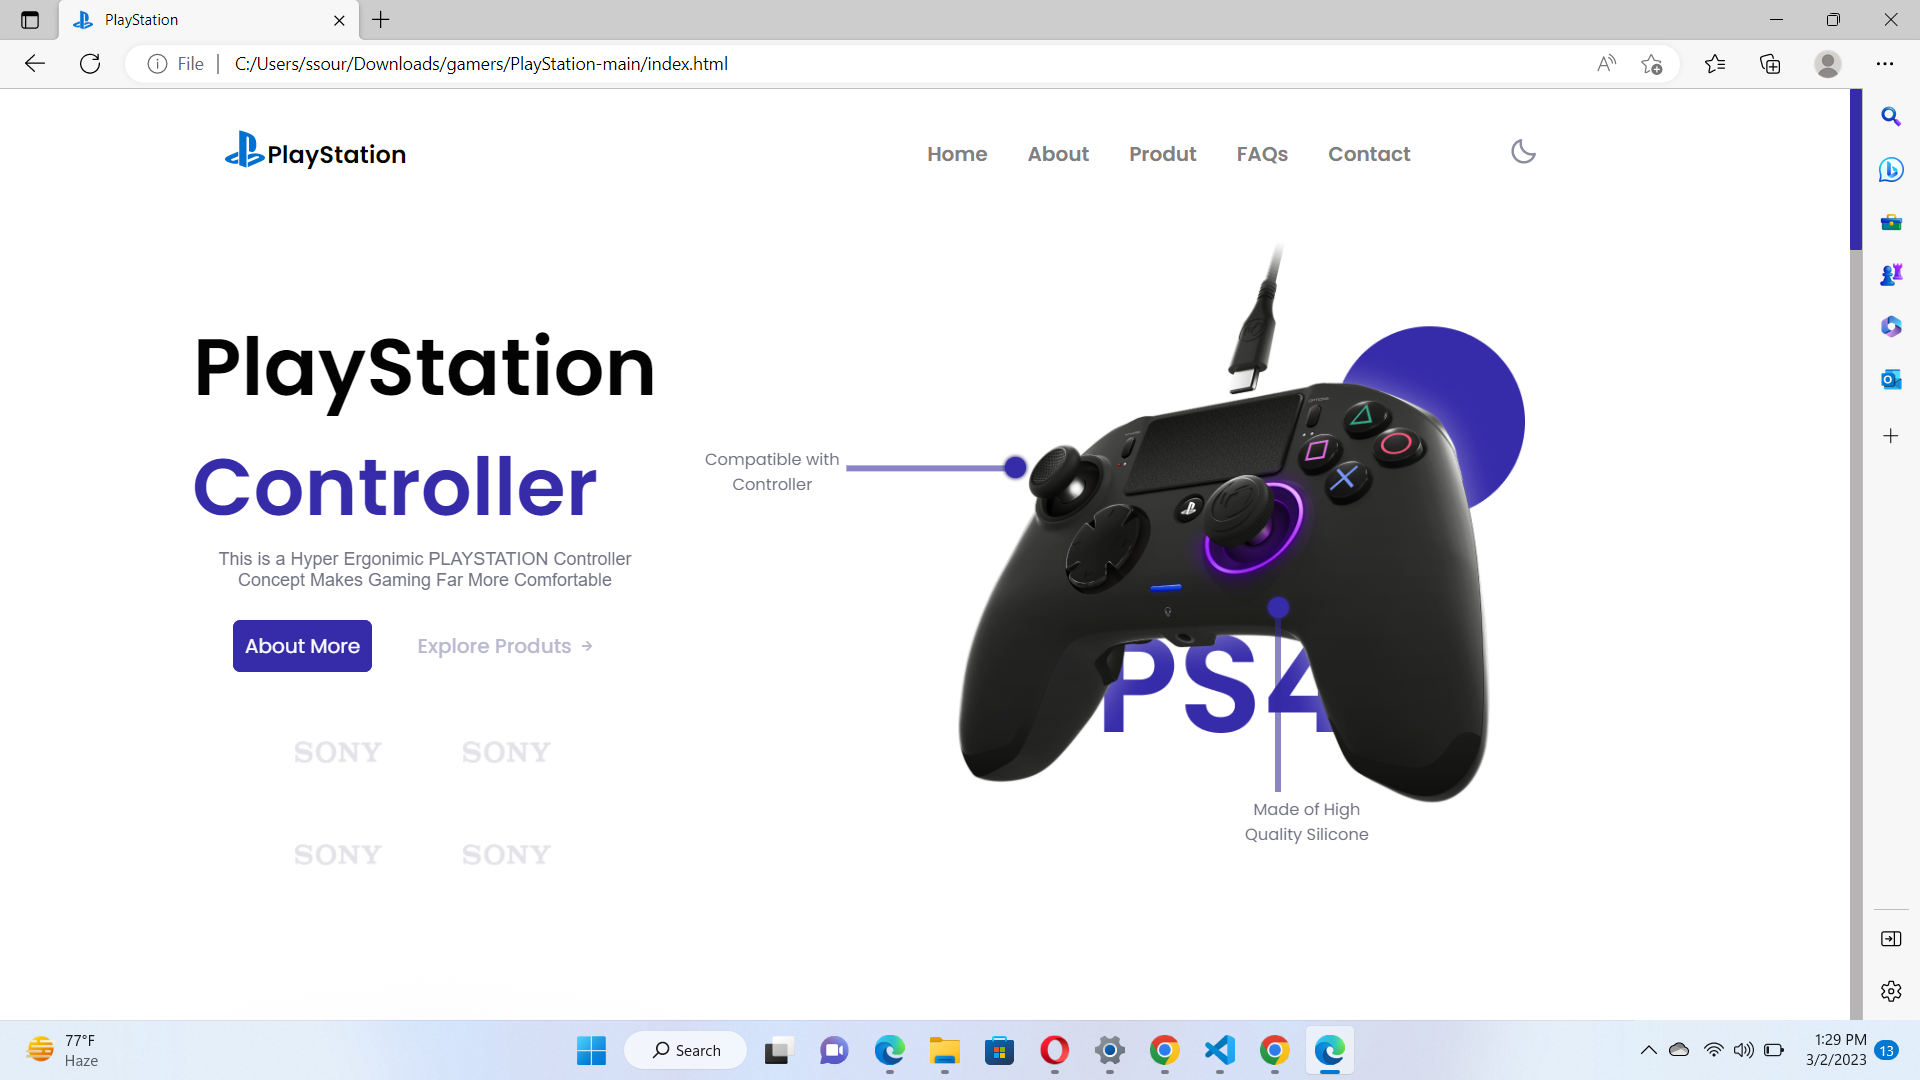 PlayStation
File
C:/Users/ssour/Downloads/gamers/PlayStation-main/index.html
PlayStation
Home
About
Produt
FAQs
Contact
PlayStation
Controller
This is a Hyper Ergonimic PLAYSTATION Controller
Concept Makes Gaming Far More Comfortable
About More
Explore Produts →
SONY
SONY
SONY
SONY
Compatible with
Controller
OPTIONS
PS4
Made of High
Quality Silicone
77°F
Haze
Search
1:29 PM
3/2/2023
13